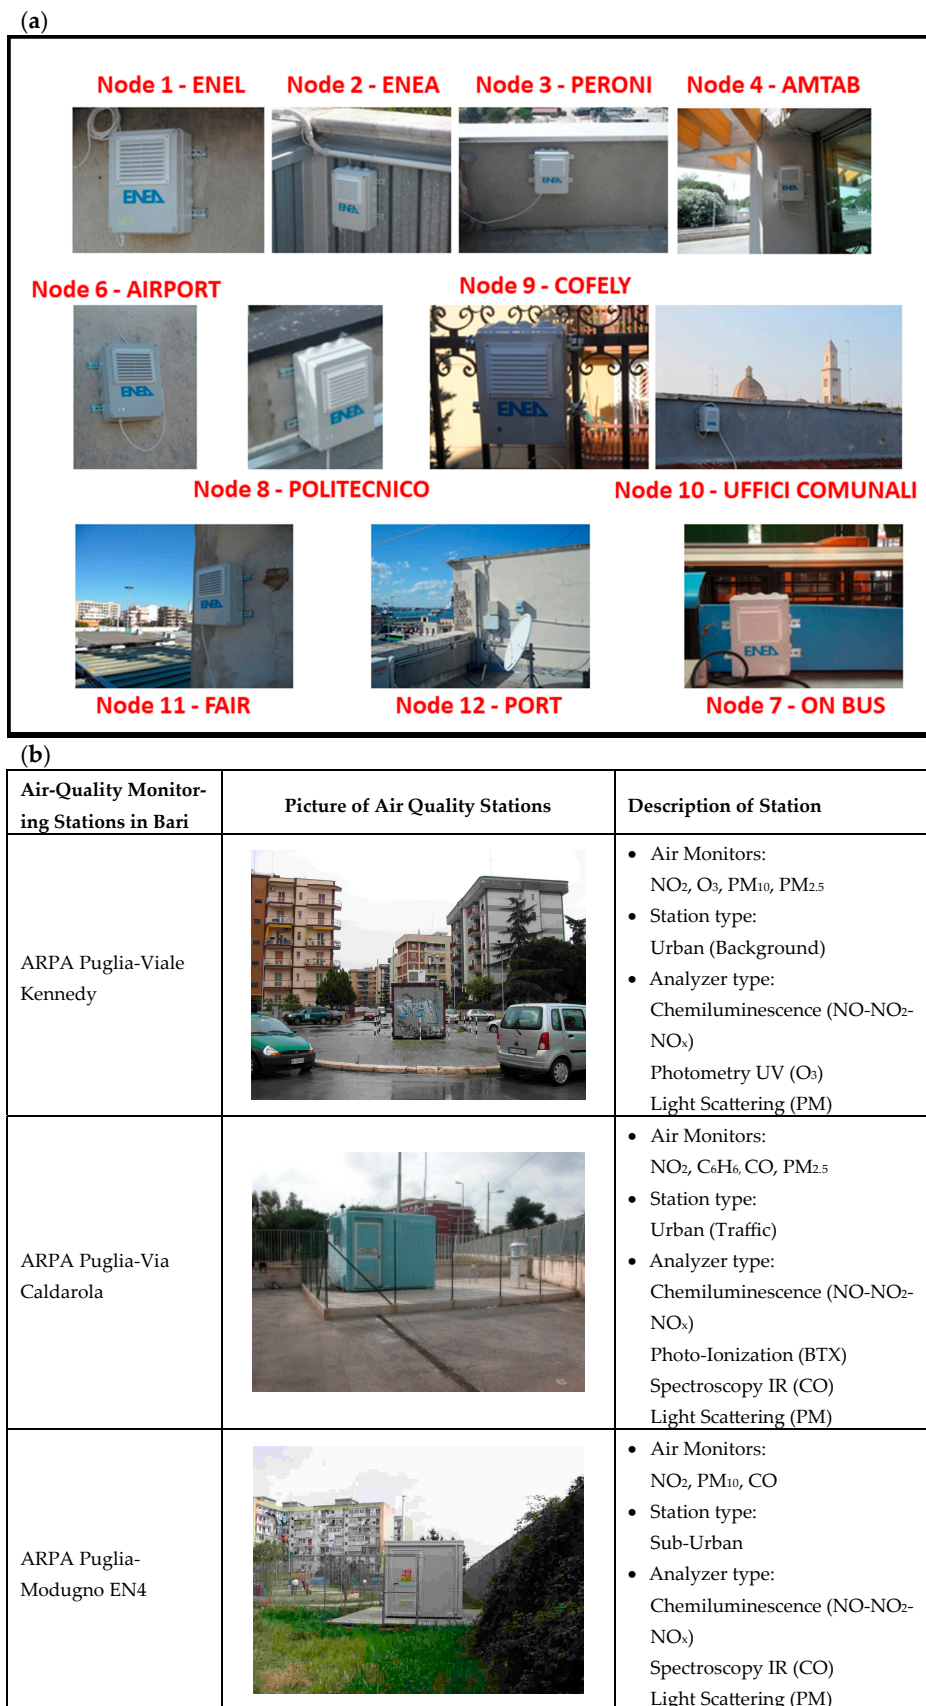 (a)
Node 1 - ENEL
Node 2 - ENEA
Node 3 - PERONI
Node 4 - AMTAB
ENEA
ENEA
ENEA
ENEA
Node 6 - AIRPORT
Node 9 - COFELY
ENEA
ENEA
ENEA
Node 8 - POLITECNICO
Node 10 - UFFICI COMUNALI
ENEA
ENEA
Node 11 - FAIR
Node 12 - PORT
Node 7 - ON BUS
(b)
Air-Quality Monitor-
ing Stations in Bari
Picture of Air Quality Stations
Description of Station
ARPA Puglia-Viale
Kennedy
• Air Monitors:
NO₂, O₃, PM₁₀, PM₂.₅
• Station type:
Urban (Background)
• Analyzer type:
Chemiluminescence (NO-NO₂-
NOₓ)
Photometry UV (O₃)
Light Scattering (PM)
ARPA Puglia-Via
Caldarola
• Air Monitors:
NO₂, C₆H₆, CO, PM₂.₅
• Station type:
Urban (Traffic)
• Analyzer type:
Chemiluminescence (NO-NO₂-
NOₓ)
Photo-Ionization (BTX)
Spectroscopy IR (CO)
Light Scattering (PM)
ARPA Puglia-
Modugno EN4
• Air Monitors:
NO₂, PM₁₀, CO
• Station type:
Sub-Urban
• Analyzer type:
Chemiluminescence (NO-NO₂-
NOₓ)
Spectroscopy IR (CO)
Light Scattering (PM)